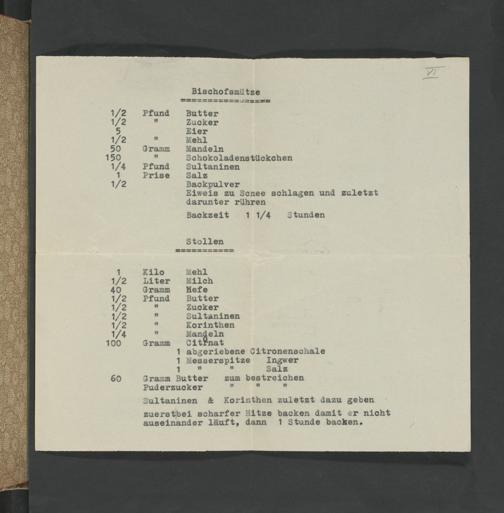 VI
Bischofsmütze
1/2 Pfund Butter
1/2 " Zucker
5 Eier
1/2 " Mehl
50 Gramm Mandeln
150 " Schokoladenstückchen
1/4 Pfund Sultaninen
1 Prise Salz
1/2 Backpulver
Eiweis zu Scnee schlagen und zuletzt
darunter rühren
Backzeit 1 1/4 Stunden
Stollen
1 Kilo Mehl
1/2 Liter Milch
40 Gramm Hefe
1/2 Pfund Butter
1/2 " Zucker
1/2 " Sultaninen
1/2 " Korinthen
1/4 " Mandeln
100 Gramm Citrnat
1 abgeriebene Citronenschale
1 Messerspitze Ingwer
1 " " Salz
60 Gramm Butter zum bestreichen
Puderzucker " " "
Sultaninen & Korinthen zuletzt dazu geben
zuerstbei scharfer Hitze backen damit er nicht
auseinander läuft, dann 1 Stunde backen.